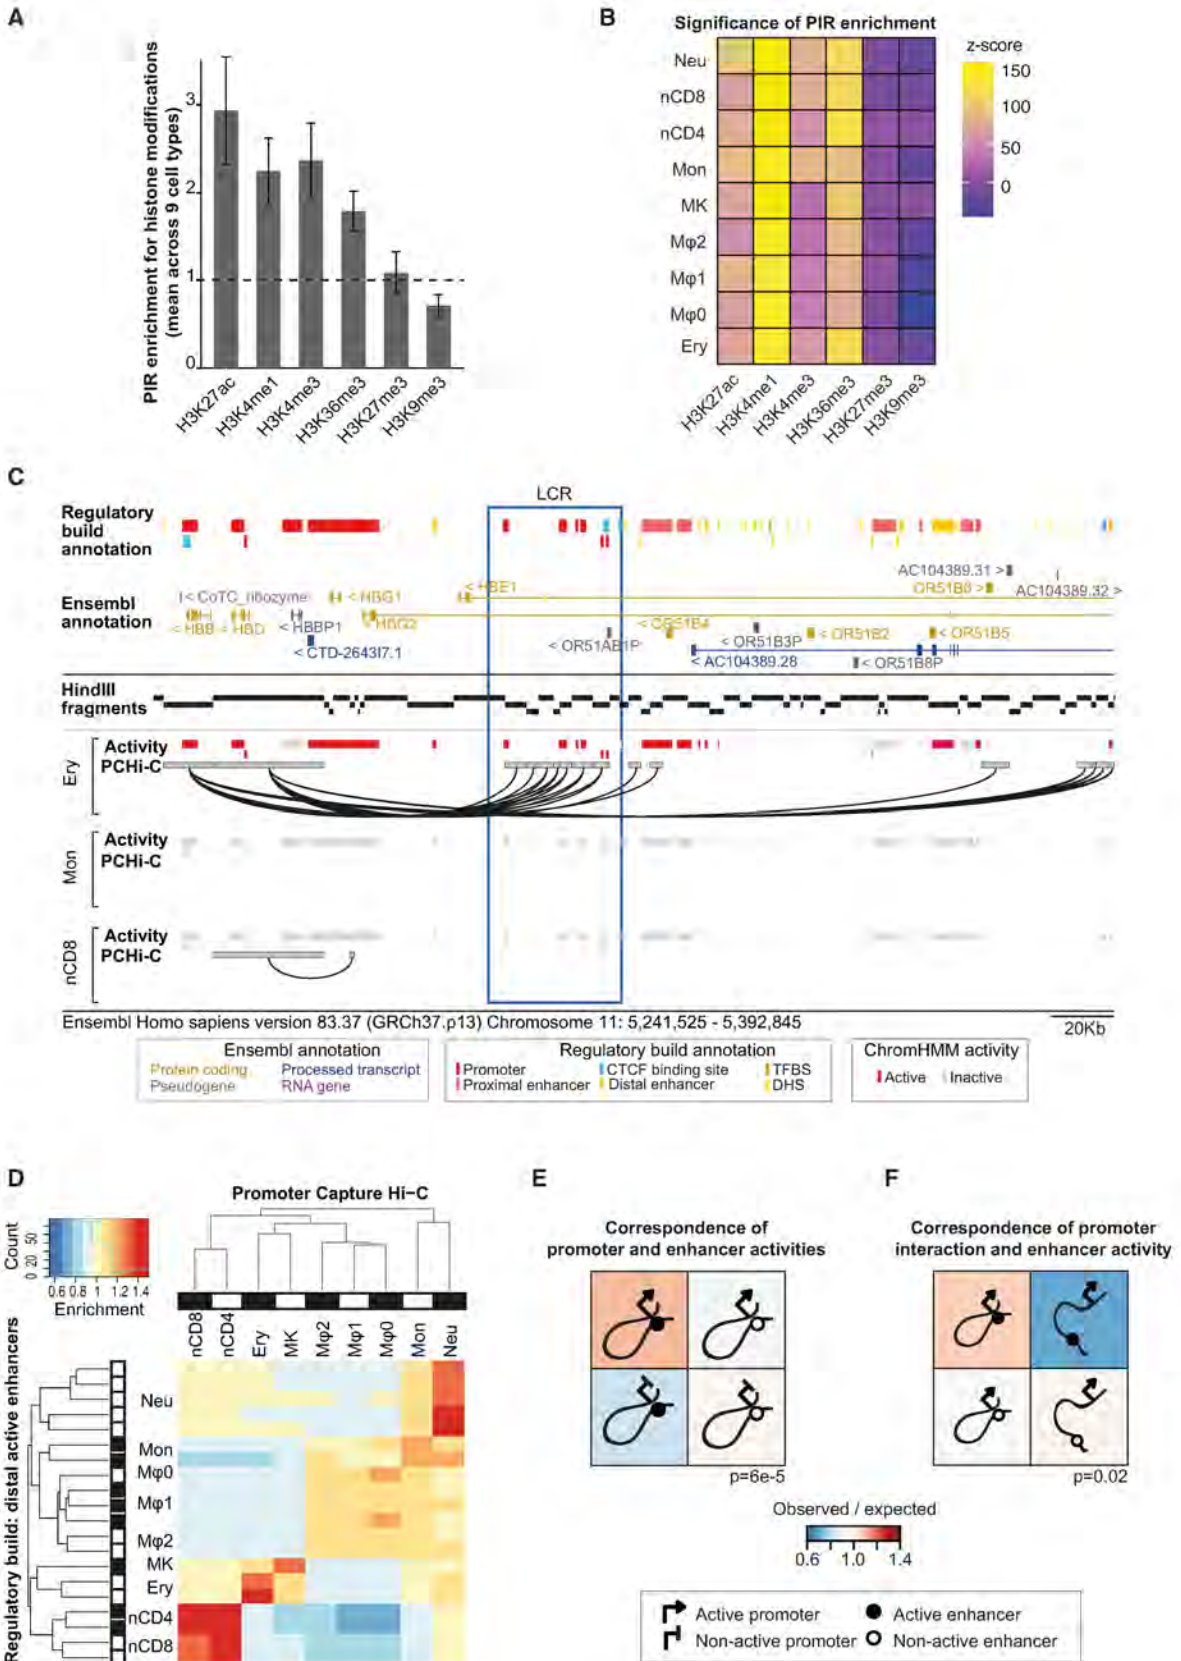 A
PIR enrichment for histone modifications
(mean across 9 cell types)
3
2
1
0
H3K27ac
H3K4me1
H3K4me3
H3K36me3
H3K27me3
H3K9me3
B
Significance of PIR enrichment
Neu
nCD8
nCD4
Mon
MK
Mφ2
Mφ1
Mφ0
Ery
H3K27ac
H3K4me1
H3K4me3
H3K36me3
H3K27me3
H3K9me3
z-score
150
100
50
0
C
LCR
Regulatory
build
annotation
Ensembl
annotation
AC104389.31 >
OR51B6 >
AC104389.32 >
< CoTC_ribozyme
< HBG1
< HBE1
< HBB
< HBD
< HBBP1
< HBG2
< CTD-2643I7.1
< OR51AB1P
< OR51B4
< OR51B3P
< OR51B2
< OR51B5
< AC104389.28
< OR51B8P
HindIII
fragments
Ery
Activity
PCHi-C
Mon
Activity
PCHi-C
nCD8
Activity
PCHi-C
Ensembl Homo sapiens version 83.37 (GRCh37.p13) Chromosome 11: 5,241,525 - 5,392,845
20Kb
Ensembl annotation
Protein coding
Processed transcript
Pseudogene
RNA gene
Regulatory build annotation
Promoter
CTCF binding site
TFBS
Proximal enhancer
Distal enhancer
DHS
ChromHMM activity
Active
Inactive
D
Count
0 20 50
0.6 0.8 1 1.2 1.4
Enrichment
Promoter Capture Hi-C
nCD8
nCD4
Ery
MK
Mφ2
Mφ1
Mφ0
Mon
Neu
Regulatory build: distal active enhancers
Neu
Mon
Mφ0
Mφ1
Mφ2
MK
Ery
nCD4
nCD8
E
Correspondence of
promoter and enhancer activities
p=6e-5
F
Correspondence of promoter
interaction and enhancer activity
p=0.02
Observed / expected
0.6 1.0 1.4
Active promoter
Active enhancer
Non-active promoter
Non-active enhancer